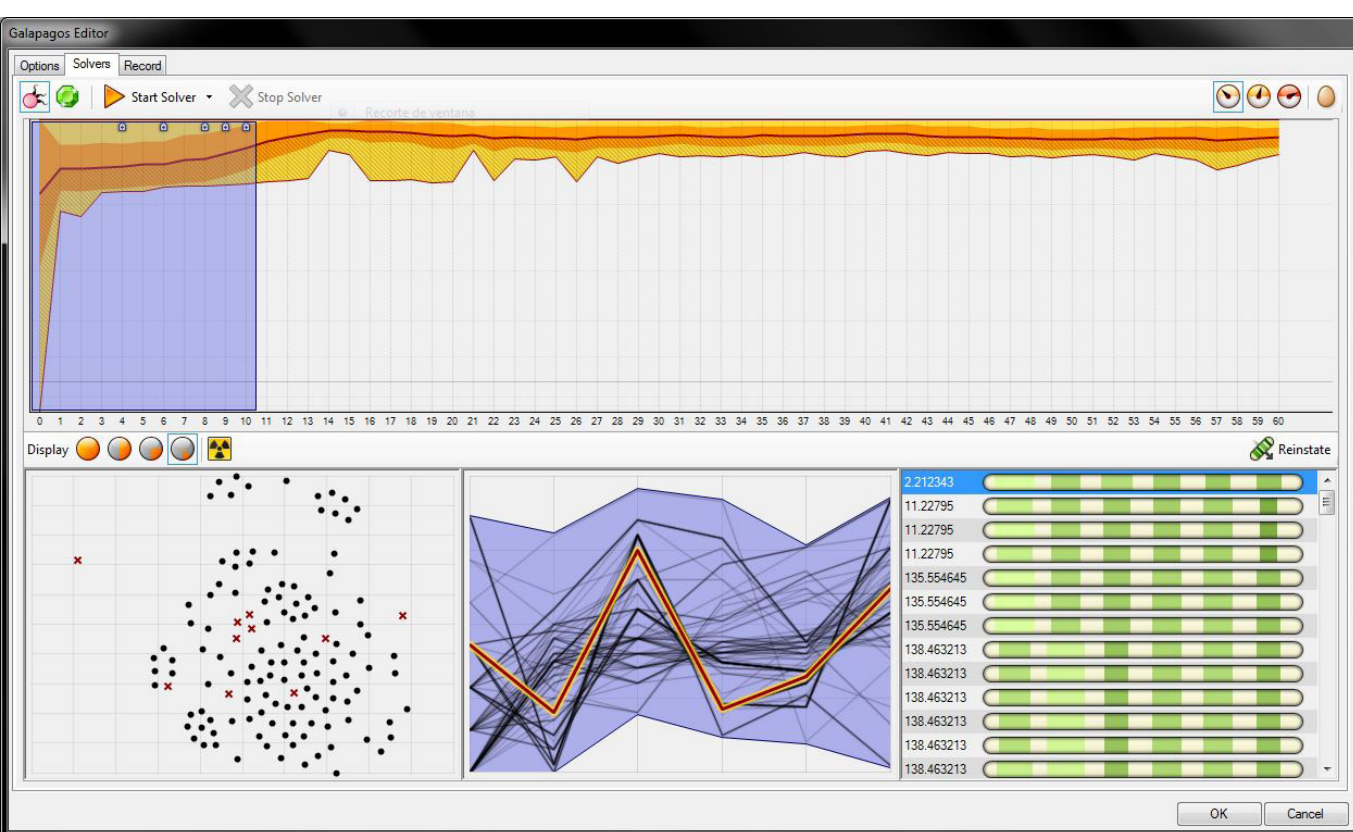 Galapagos Editor
Options Solvers Record
Start Solver Stop Solver
Recorte de ventana
0 1 2 3 4 5 6 7 8 9 10 11 12 13 14 15 16 17 18 19 20 21 22 23 24 25 26 27 28 29 30 31 32 33 34 35 36 37 38 39 40 41 42 43 44 45 46 47 48 49 50 51 52 53 54 55 56 57 58 59 60
Display Reinstate
2.212343
11.22795
11.22795
11.22795
135.554645
135.554645
135.554645
138.463213
138.463213
138.463213
138.463213
138.463213
138.463213
OK Cancel